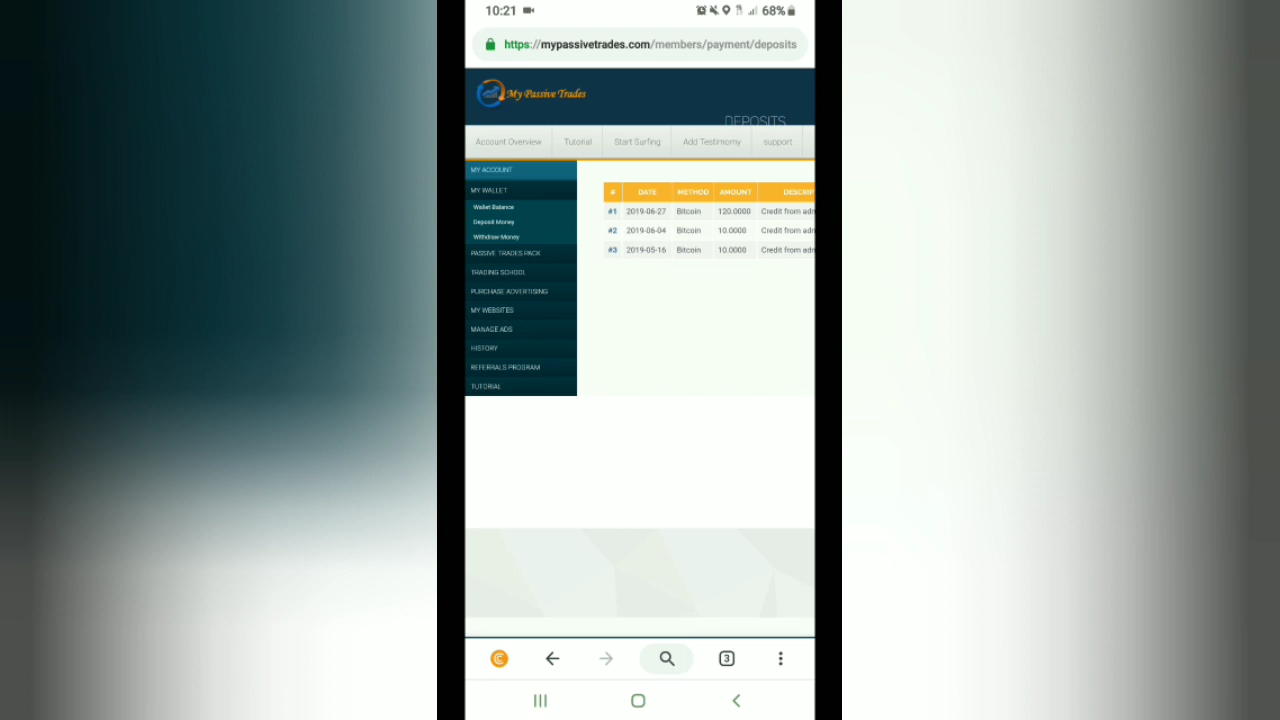 10:21 68%
https://mypassivetrades.com/members/payment/deposits
My Passive Trades
DEPOSITS
Account Overview Tutorial Start Surfing Add Testimomy support
MY ACCOUNT
MY WALLET
Wallet Balance
Deposit Money
Withdraw Money
PASSIVE TRADES PACK
TRADING SCHOOL
PURCHASE ADVERTISING
MY WEBSITES
MANAGE ADS
HISTORY
REFERRALS PROGRAM
TUTORIAL
# DATE METHOD AMOUNT DESCRIP
#1 2019-06-27 Bitcoin 120.0000 Credit from adm
#2 2019-06-04 Bitcoin 10.0000 Credit from adm
#3 2019-05-16 Bitcoin 10.0000 Credit from adm
3